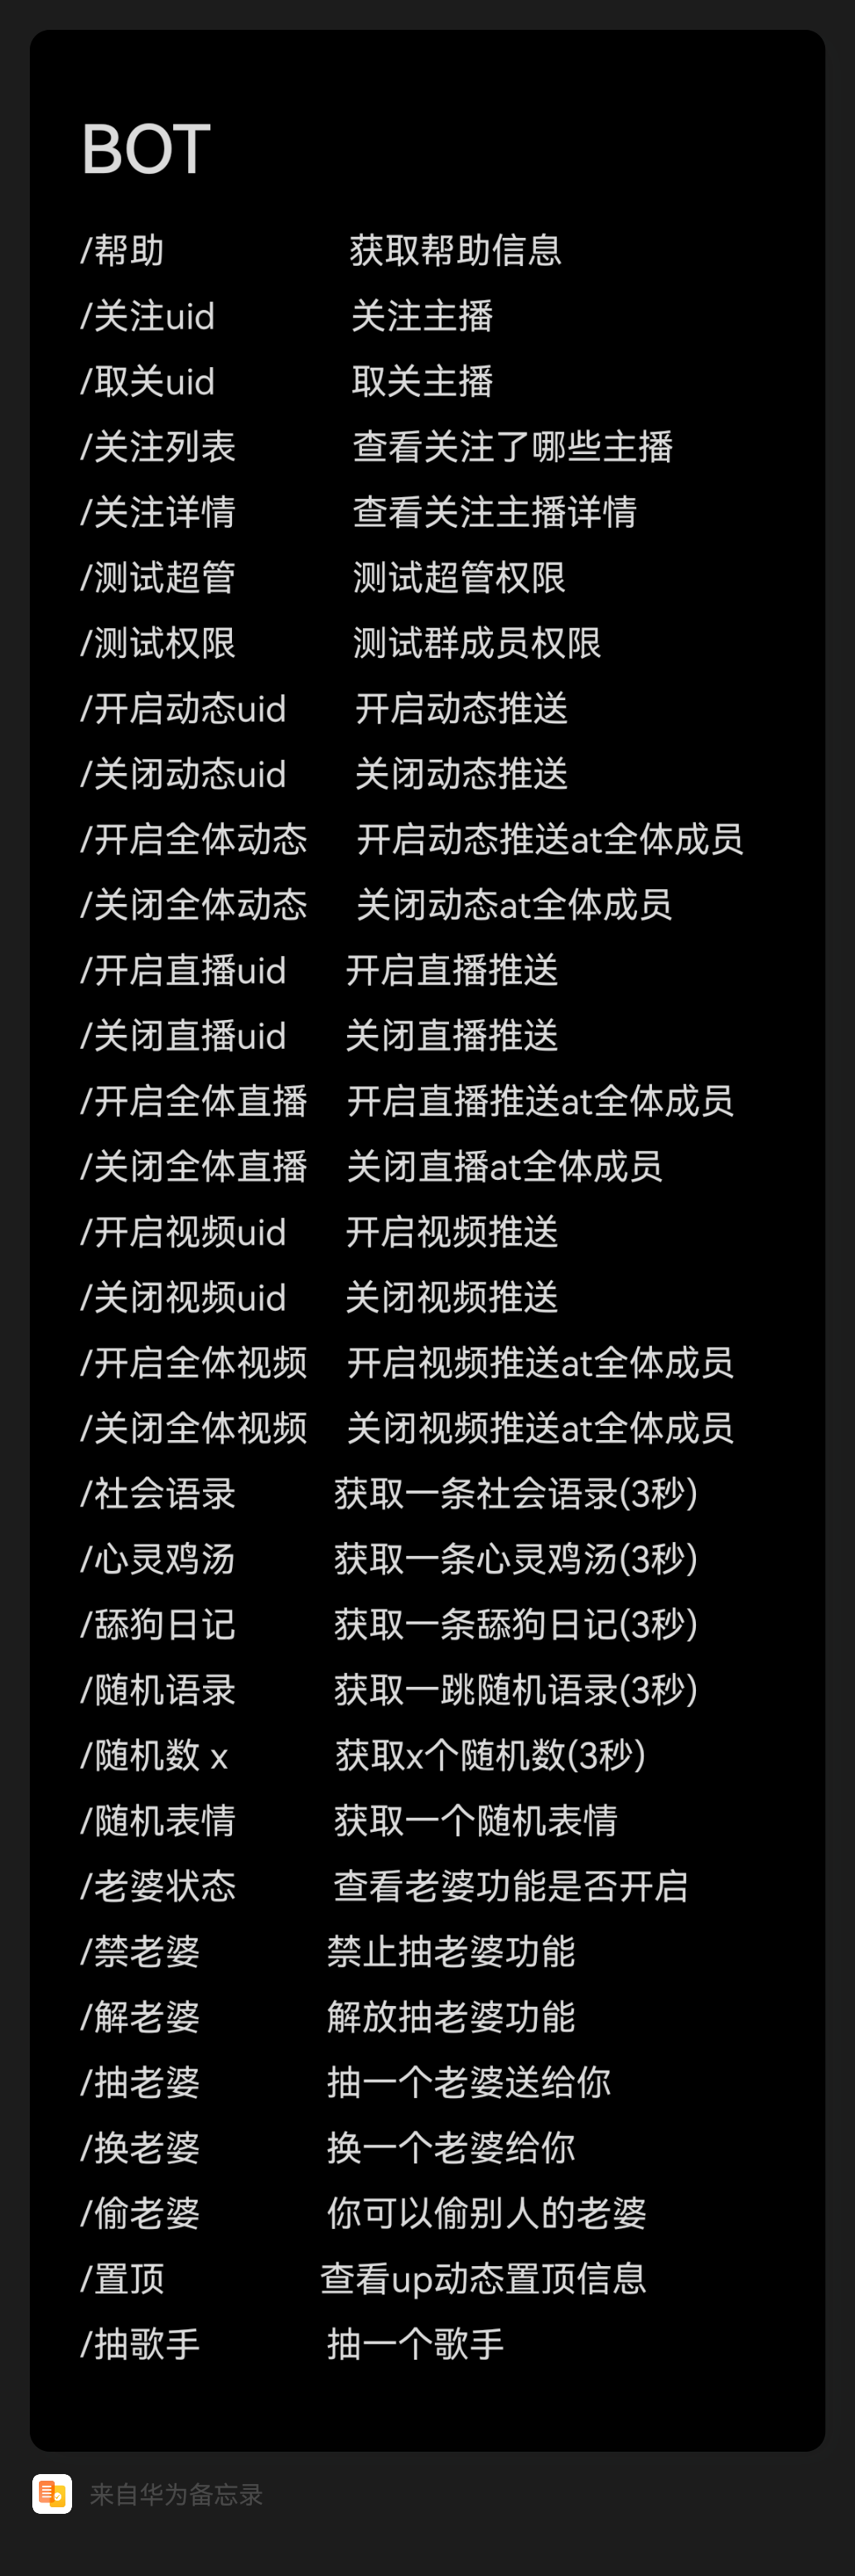 BOT
/帮助 获取帮助信息
/关注uid 关注主播
/取关uid 取关主播
/关注列表 查看关注了哪些主播
/关注详情 查看关注主播详情
/测试超管 测试超管权限
/测试权限 测试群成员权限
/开启动态uid 开启动态推送
/关闭动态uid 关闭动态推送
/开启全体动态 开启动态推送at全体成员
/关闭全体动态 关闭动态at全体成员
/开启直播uid 开启直播推送
/关闭直播uid 关闭直播推送
/开启全体直播 开启直播推送at全体成员
/关闭全体直播 关闭直播at全体成员
/开启视频uid 开启视频推送
/关闭视频uid 关闭视频推送
/开启全体视频 开启视频推送at全体成员
/关闭全体视频 关闭视频推送at全体成员
/社会语录 获取一条社会语录(3秒)
/心灵鸡汤 获取一条心灵鸡汤(3秒)
/舔狗日记 获取一条舔狗日记(3秒)
/随机语录 获取一跳随机语录(3秒)
/随机数 x 获取x个随机数(3秒)
/随机表情 获取一个随机表情
/老婆状态 查看老婆功能是否开启
/禁老婆 禁止抽老婆功能
/解老婆 解放抽老婆功能
/抽老婆 抽一个老婆送给你
/换老婆 换一个老婆给你
/偷老婆 你可以偷别人的老婆
/置顶 查看up动态置顶信息
/抽歌手 抽一个歌手
来自华为备忘录